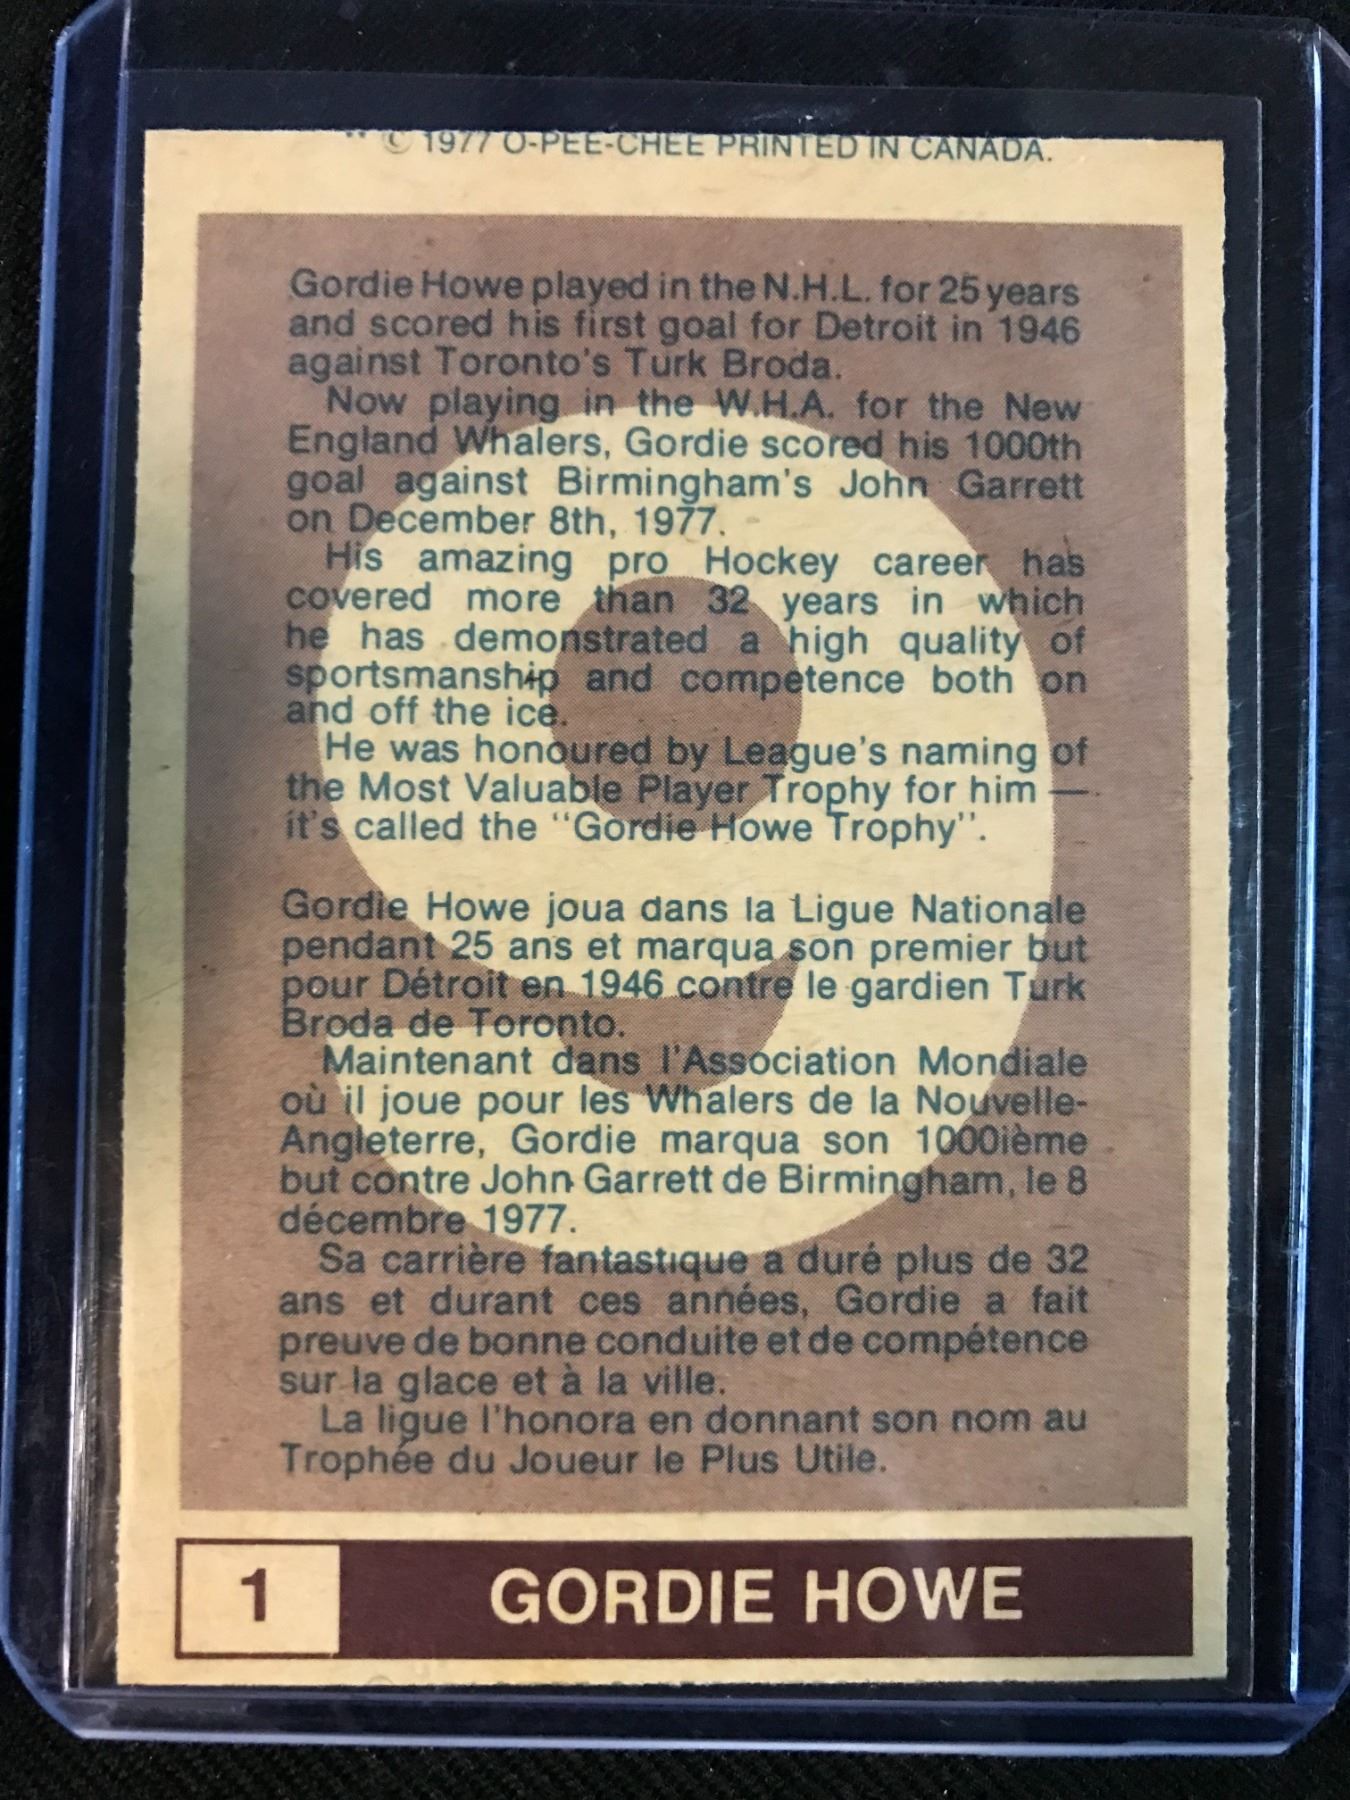 ** © 1977 O-PEE-CHEE PRINTED IN CANADA.
Gordie Howe played in the N.H.L. for 25 years
and scored his first goal for Detroit in 1946
against Toronto's Turk Broda.
Now playing in the W.H.A. for the New
England Whalers, Gordie scored his 1000th
goal against Birmingham's John Garrett
on December 8th, 1977.
His amazing pro Hockey career has
covered more than 32 years in which
he has demonstrated a high quality of
sportsmanship and competence both on
and off the ice.
He was honoured by League's naming of
the Most Valuable Player Trophy for him —
it's called the "Gordie Howe Trophy".
Gordie Howe joua dans la Ligue Nationale
pendant 25 ans et marqua son premier but
pour Détroit en 1946 contre le gardien Turk
Broda de Toronto.
Maintenant dans l'Association Mondiale
où il joue pour les Whalers de la Nouvelle-
Angleterre, Gordie marqua son 1000ième
but contre John Garrett de Birmingham, le 8
décembre 1977.
Sa carrière fantastique a duré plus de 32
ans et durant ces années, Gordie a fait
preuve de bonne conduite et de compétence
sur la glace et à la ville.
La ligue l'honora en donnant son nom au
Trophée du Joueur le Plus Utile.
1 GORDIE HOWE